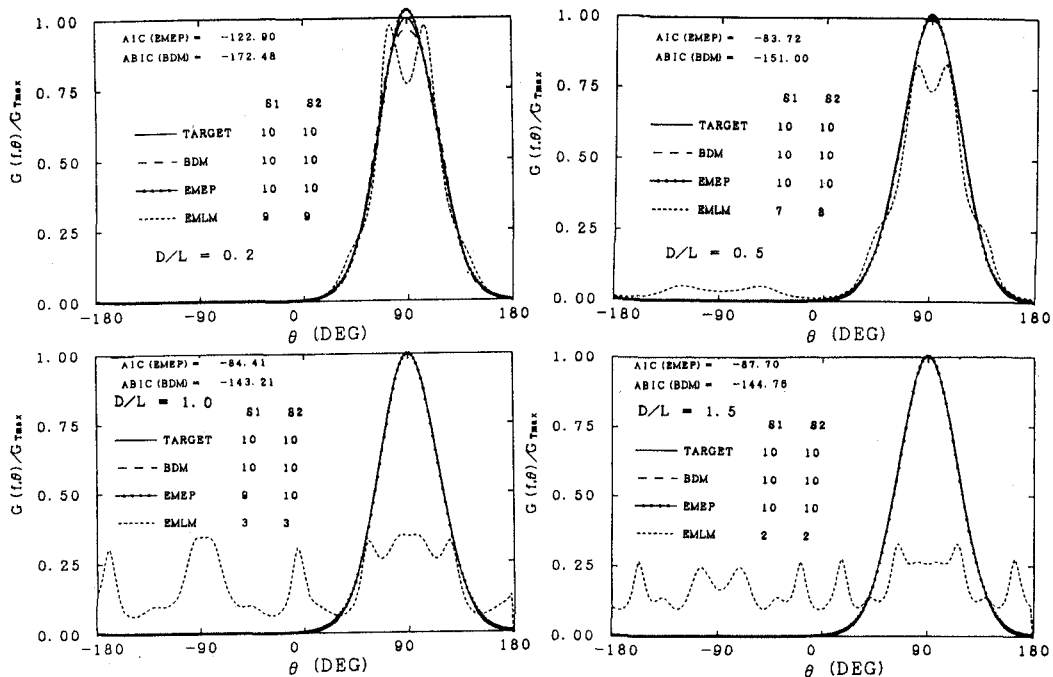 1.00
0.75
0.50
0.25
0.00
G (f,θ)/G_Tmax
AIC (EMEP) = -122.90
ABIC (BDM) = -172.48
S1 S2
TARGET 10 10
BDM 10 10
EMEP 10 10
EMLM 9 9
D/L = 0.2
-180 -90 0 90 180
θ (DEG)
1.00
0.75
0.50
0.25
0.00
G (f,θ)/G_Tmax
AIC (EMEP) = -83.72
ABIC (BDM) = -151.00
S1 S2
TARGET 10 10
BDM 10 10
EMEP 10 10
EMLM 7 8
D/L = 0.5
-180 -90 0 90 180
θ (DEG)
1.00
0.75
0.50
0.25
0.00
G (f,θ)/G_Tmax
AIC (EMEP) = -84.41
ABIC (BDM) = -143.21
D/L = 1.0
S1 S2
TARGET 10 10
BDM 10 10
EMEP 9 10
EMLM 3 3
-180 -90 0 90 180
θ (DEG)
1.00
0.75
0.50
0.25
0.00
G (f,θ)/G_Tmax
AIC (EMEP) = -87.70
ABIC (BDM) = -144.76
D/L = 1.5
S1 S2
TARGET 10 10
BDM 10 10
EMEP 10 10
EMLM 2 2
-180 -90 0 90 180
θ (DEG)